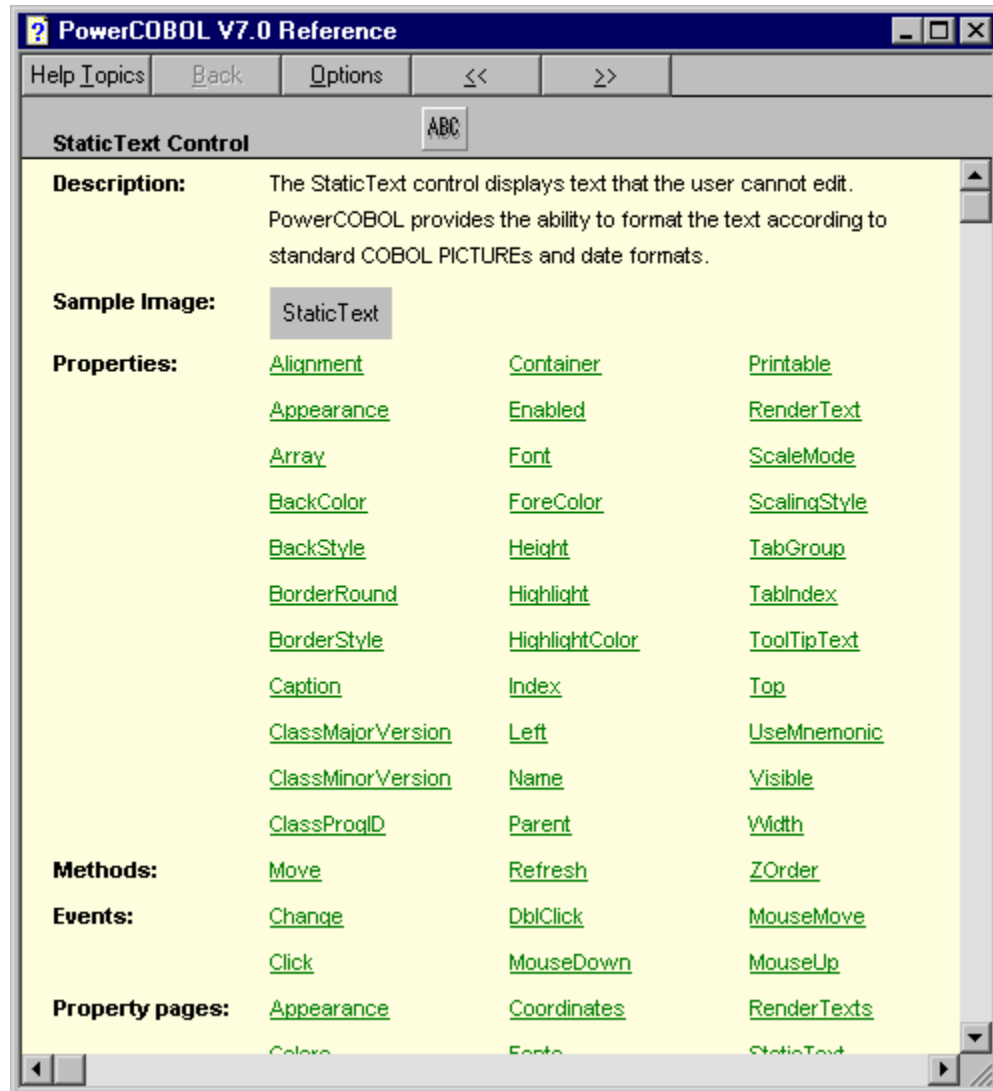 PowerCOBOL V7.0 Reference
Help Topics Back Options << >>
ABC
StaticText Control
Description: The StaticText control displays text that the user cannot edit.
PowerCOBOL provides the ability to format the text according to
standard COBOL PICTUREs and date formats.
Sample Image: StaticText
Properties: Alignment Container Printable
Appearance Enabled RenderText
Array Font ScaleMode
BackColor ForeColor ScalingStyle
BackStyle Height TabGroup
BorderRound Highlight TabIndex
BorderStyle HighlightColor ToolTipText
Caption Index Top
ClassMajorVersion Left UseMnemonic
ClassMinorVersion Name Visible
ClassProgID Parent Width
Methods: Move Refresh ZOrder
Events: Change DblClick MouseMove
Click MouseDown MouseUp
Property pages: Appearance Coordinates RenderTexts
Colors Fonts StaticText